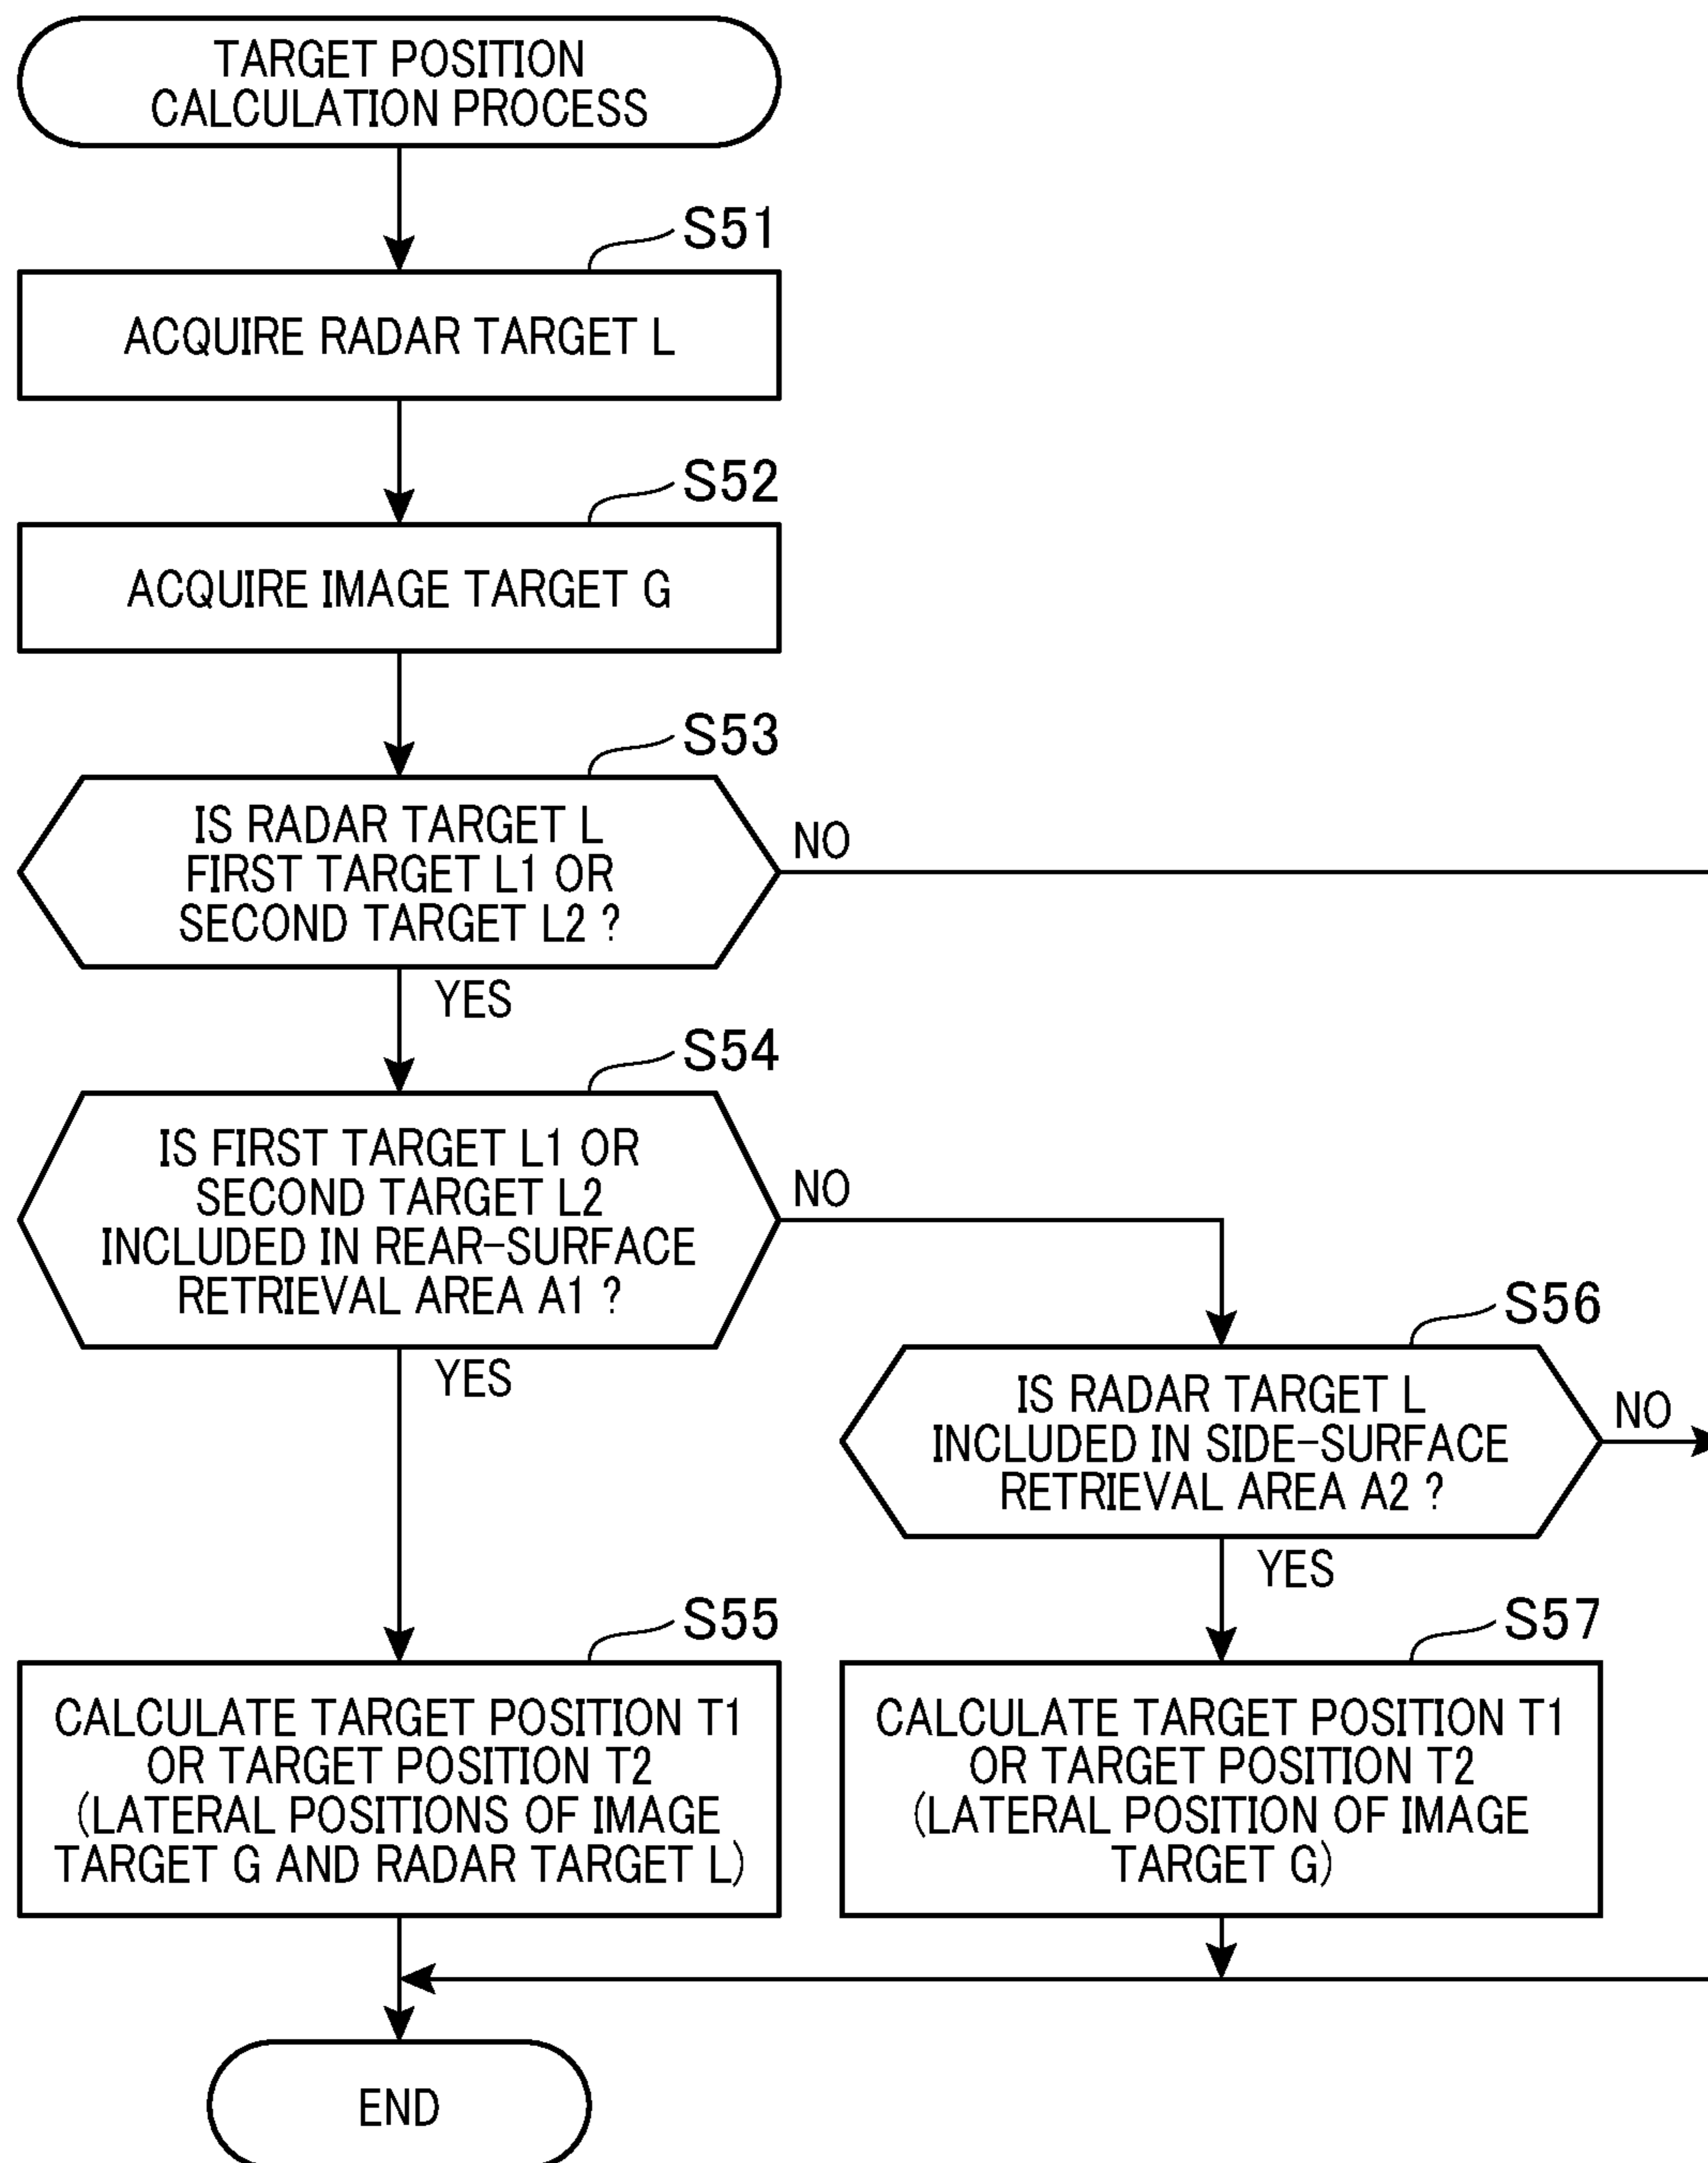 TARGET POSITION
CALCULATION PROCESS
S51
ACQUIRE RADAR TARGET L
S52
ACQUIRE IMAGE TARGET G
S53
IS RADAR TARGET L
FIRST TARGET L1 OR
SECOND TARGET L2 ?
NO
YES
S54
IS FIRST TARGET L1 OR
SECOND TARGET L2
INCLUDED IN REAR-SURFACE
RETRIEVAL AREA A1 ?
NO
YES
S56
IS RADAR TARGET L
INCLUDED IN SIDE-SURFACE
RETRIEVAL AREA A2 ?
NO
YES
S55
CALCULATE TARGET POSITION T1
OR TARGET POSITION T2
(LATERAL POSITIONS OF IMAGE
TARGET G AND RADAR TARGET L)
S57
CALCULATE TARGET POSITION T1
OR TARGET POSITION T2
(LATERAL POSITION OF IMAGE
TARGET G)
END